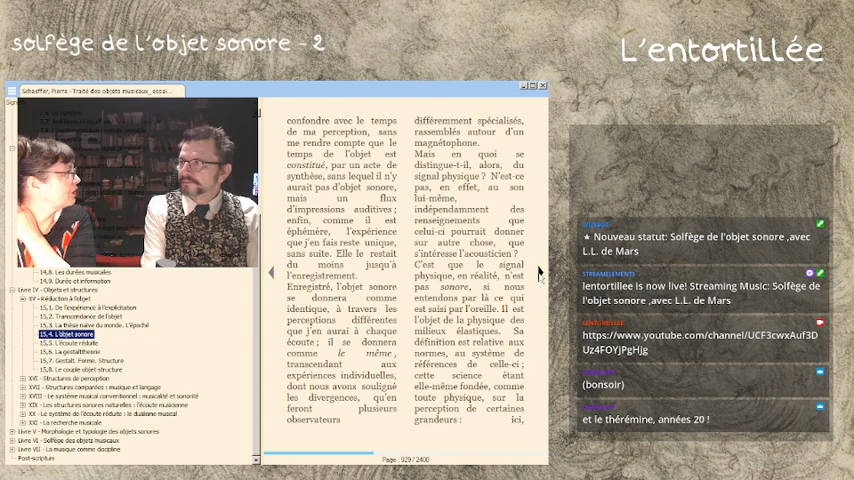 solfège de l'objet sonore - 2
L'entortillée
Schaeffer, Pierre - Traité des objets musicaux_ essai...
14,8. Les durées musicales
14,9. Durée et information
Livre IV - Objets et structures
XV - Réduction à l'objet
15,1. De l'expérience à l'explicitation
15,2. Transcendance de l'objet
15,3. La thèse naïve du monde. L'époché
15,4. L'objet sonore
15,5. L'écoute réduite
15,6. La gestalttheorie
15,7. Gestalt. Forme, Structure
15,8. Le couple objet-structure
XVI - Structures de perception
XVII - Structures comparées : musique et langage
XVIII - Le système musical conventionnel : musicalité et sonorité
XIX - Les structures sonores naturelles : l'écoute musicienne
XX - Le système de l'écoute réduite : le dualisme musical
XXI - La recherche musicale
Livre V - Morphologie et typologie des objets sonores
Livre VI - Solfège des objets musicaux
Livre VII - La musique comme discipline
Post-scriptum
confondre avec le temps
de ma perception, sans
me rendre compte que le
temps de l'objet est
constitué, par un acte de
synthèse, sans lequel il n'y
aurait pas d'objet sonore,
mais un flux
d'impressions auditives ;
enfin, comme il est
éphémère, l'expérience
que j'en fais reste unique,
sans suite. Elle le restait
du moins jusqu'à
l'enregistrement.
Enregistré, l'objet sonore
se donnera comme
identique, à travers les
perceptions différentes
que j'en aurai à chaque
écoute ; il se donnera
comme le même,
transcendant aux
expériences individuelles,
dont nous avons souligné
les divergences, qu'en
feront plusieurs
observateurs
différemment spécialisés,
rassemblés autour d'un
magnétophone.
Mais en quoi se
distingue-t-il, alors, du
signal physique ? N'est-ce
pas, en effet, au son
lui-même,
indépendamment des
renseignements que
celui-ci pourrait donner
sur autre chose, que
s'intéresse l'acousticien ?
C'est que le signal
physique, en réalité, n'est
pas sonore, si nous
entendons par là ce qui
est saisi par l'oreille. Il est
l'objet de la physique des
milieux élastiques. Sa
définition est relative aux
normes, au système de
références de celle-ci ;
cette science étant
elle-même fondée, comme
toute physique, sur la
perception de certaines
grandeurs : ici,
Page : 929 / 2400
★ Nouveau statut: Solfège de l'objet sonore ,avec
L.L. de Mars
STREAMELEMENTS
lentortillee is now live! Streaming Music: Solfège de
l'objet sonore ,avec L.L. de Mars
LENTORTILLEE
https://www.youtube.com/channel/UCF3cwxAuf3D
Uz4FOYJPgHjg
(bonsoir)
et le thérémine, années 20 !